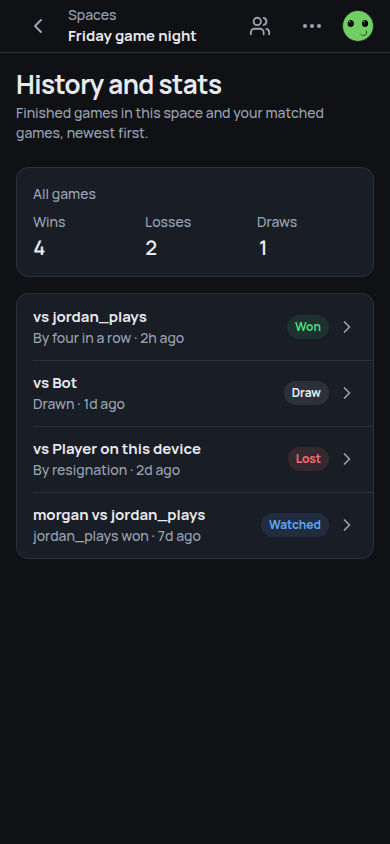 Spaces
Friday game night
History and stats
Finished games in this space and your matched
games, newest first.
All games
Wins
Losses
Draws
4
2
1
vs jordan_plays
By four in a row · 2h ago
Won
vs Bot
Drawn · 1d ago
Draw
vs Player on this device
By resignation · 2d ago
Lost
morgan vs jordan_plays
jordan_plays won · 7d ago
Watched